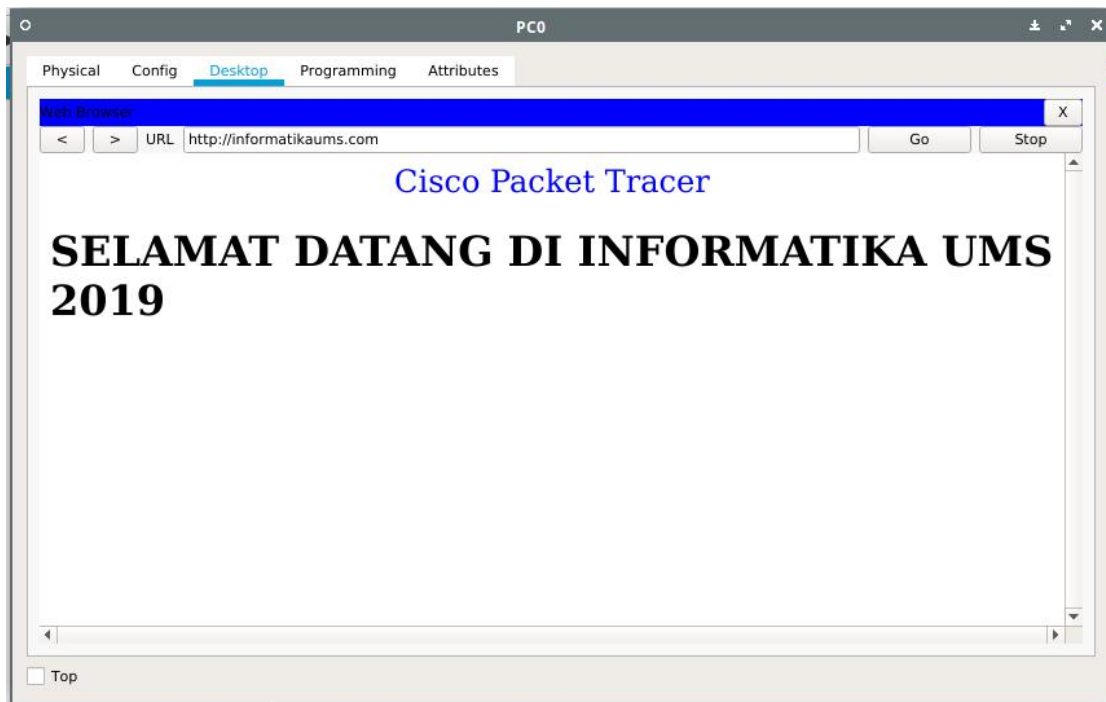 PC0
Physical Config Desktop Programming Attributes
Web Browser
X
< > URL http://informatikaums.com Go Stop
Cisco Packet Tracer
SELAMAT DATANG DI INFORMATIKA UMS
2019
Top